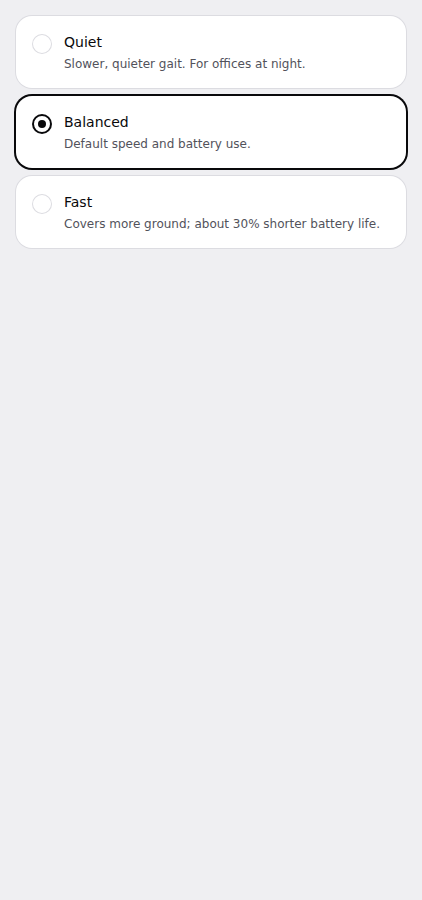 Quiet
Slower, quieter gait. For offices at night.
Balanced
Default speed and battery use.
Fast
Covers more ground; about 30% shorter battery life.